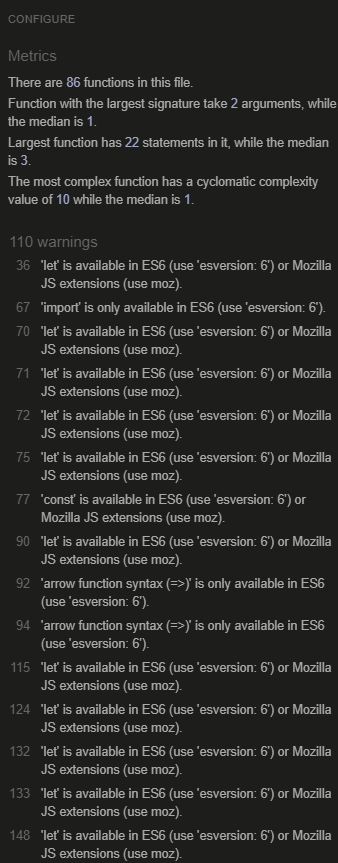 CONFIGURE
Metrics
There are 86 functions in this file.
Function with the largest signature take 2 arguments, while
the median is 1.
Largest function has 22 statements in it, while the median
is 3.
The most complex function has a cyclomatic complexity
value of 10 while the median is 1.
110 warnings
36 'let' is available in ES6 (use 'esversion: 6') or Mozilla
JS extensions (use moz).
67 'import' is only available in ES6 (use 'esversion: 6').
70 'let' is available in ES6 (use 'esversion: 6') or Mozilla
JS extensions (use moz).
71 'let' is available in ES6 (use 'esversion: 6') or Mozilla
JS extensions (use moz).
72 'let' is available in ES6 (use 'esversion: 6') or Mozilla
JS extensions (use moz).
75 'let' is available in ES6 (use 'esversion: 6') or Mozilla
JS extensions (use moz).
77 'const' is available in ES6 (use 'esversion: 6') or
Mozilla JS extensions (use moz).
90 'let' is available in ES6 (use 'esversion: 6') or Mozilla
JS extensions (use moz).
92 'arrow function syntax (=>)' is only available in ES6
(use 'esversion: 6').
94 'arrow function syntax (=>)' is only available in ES6
(use 'esversion: 6').
115 'let' is available in ES6 (use 'esversion: 6') or Mozilla
JS extensions (use moz).
124 'let' is available in ES6 (use 'esversion: 6') or Mozilla
JS extensions (use moz).
132 'let' is available in ES6 (use 'esversion: 6') or Mozilla
JS extensions (use moz).
133 'let' is available in ES6 (use 'esversion: 6') or Mozilla
JS extensions (use moz).
148 'let' is available in ES6 (use 'esversion: 6') or Mozilla
JS extensions (use moz).